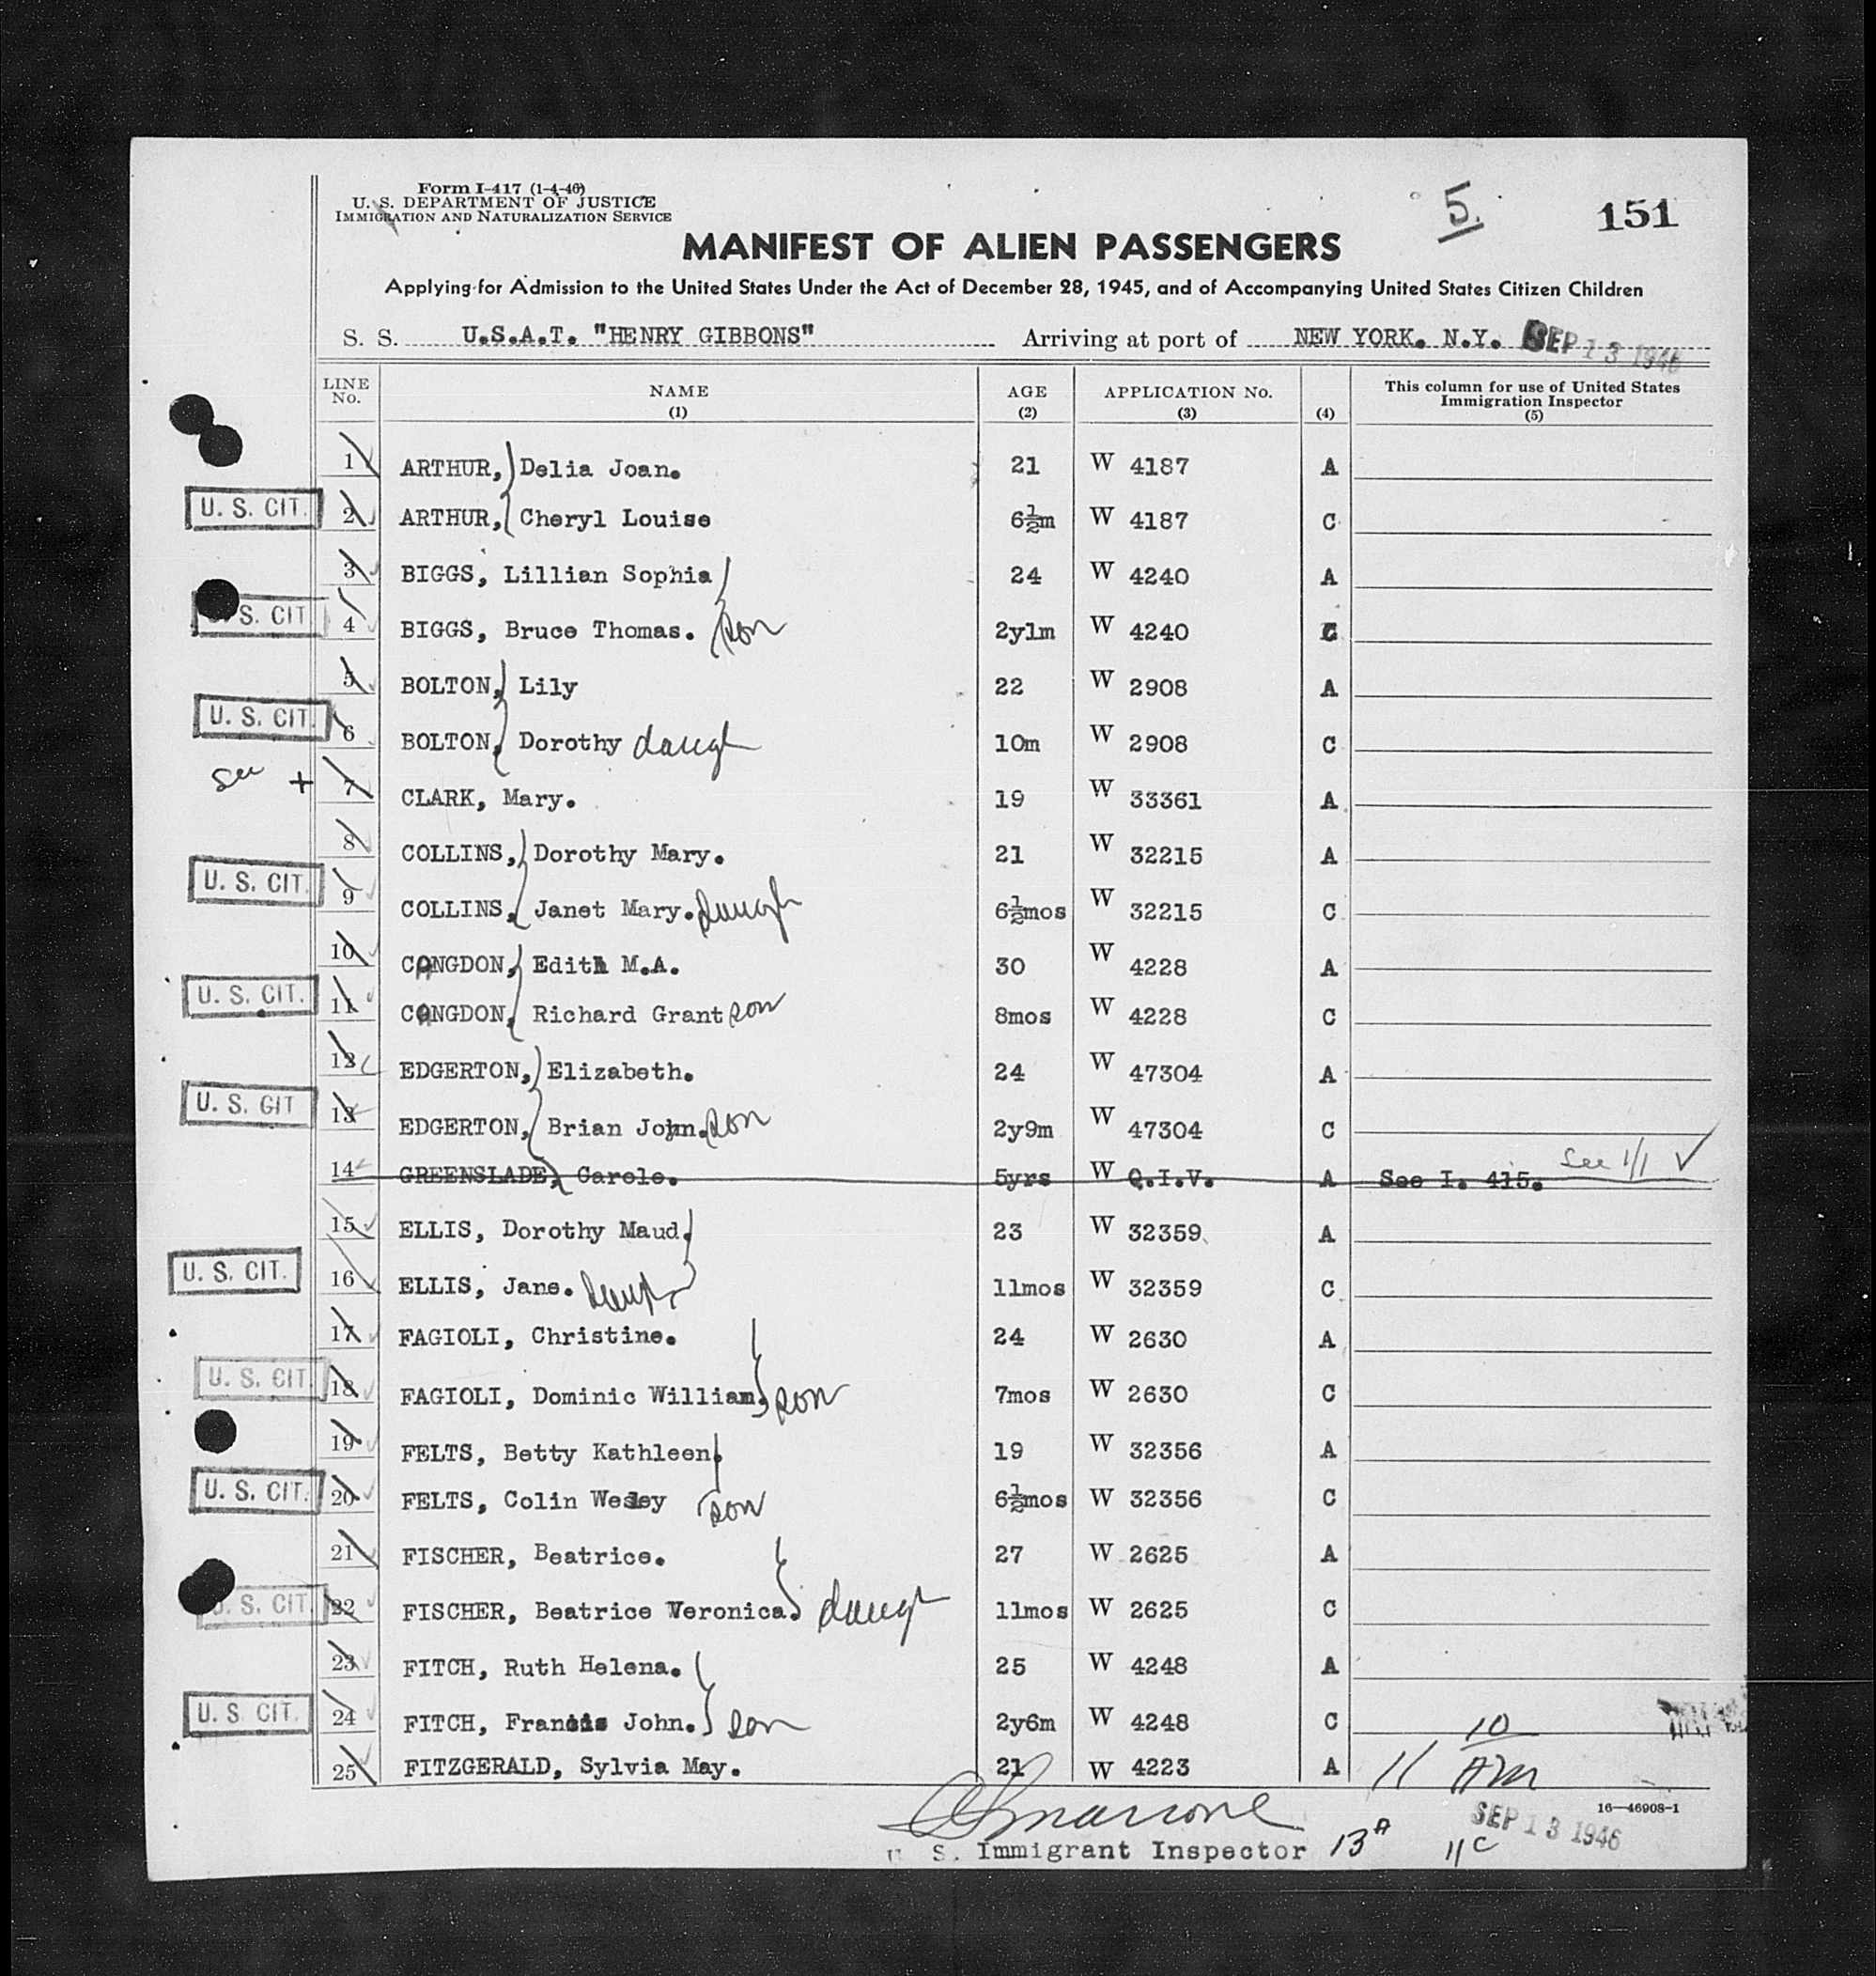 Form I-417 (1-4-46)
U. S. DEPARTMENT OF JUSTICE
IMMIGRATION AND NATURALIZATION SERVICE
5.
151
MANIFEST OF ALIEN PASSENGERS
Applying for Admission to the United States Under the Act of December 28, 1945, and of Accompanying United States Citizen Children
S. S. U.S.A.T. "HENRY GIBBONS" Arriving at port of NEW YORK. N.Y. SEP 13 1946
LINE No. NAME (1) AGE (2) APPLICATION No. (3) (4) This column for use of United States Immigration Inspector (5)
1 ARTHUR, Delia Joan. 21 W 4187 A
U. S. CIT. 2 ARTHUR, Cheryl Louise 6½m W 4187 C
3 BIGGS, Lillian Sophia 24 W 4240 A
S. CIT 4 BIGGS, Bruce Thomas. son 2y1m W 4240 C
5 BOLTON, Lily 22 W 2908 A
U. S. CIT. 6 BOLTON, Dorothy daugh 10m W 2908 C
See + 7 CLARK, Mary. 19 W 33361 A
8 COLLINS, Dorothy Mary. 21 W 32215 A
U. S. CIT. 9 COLLINS, Janet Mary. daugh 6½mos W 32215 C
10 CONGDON, Edith M.A. 30 W 4228 A
U. S. CIT. 11 CONGDON, Richard Grant son 8mos W 4228 C
12 EDGERTON, Elizabeth. 24 W 47304 A
U. S. CIT 13 EDGERTON, Brian John. son 2y9m W 47304 C
14 GREENSLADE, Carole. 5yrs W Q.I.V. A See I. 415. See 1/1 ✓
15 ELLIS, Dorothy Maud. 23 W 32359 A
U. S. CIT. 16 ELLIS, Jane. daugh 11mos W 32359 C
17 FAGIOLI, Christine. 24 W 2630 A
U. S. CIT. 18 FAGIOLI, Dominic William. son 7mos W 2630 C
19 FELTS, Betty Kathleen. 19 W 32356 A
U. S. CIT. 20 FELTS, Colin Wesley son 6½mos W 32356 C
21 FISCHER, Beatrice. 27 W 2625 A
S. CIT. 22 FISCHER, Beatrice Veronica. daugh 11mos W 2625 C
23 FITCH, Ruth Helena. 25 W 4248 A
U. S CIT. 24 FITCH, Francis John. son 2y6m W 4248 C 10
25 FITZGERALD, Sylvia May. 21 W 4223 A 11
16—46908-1
SEP 13 1946
U. S. Immigrant Inspector 13 A 11 C